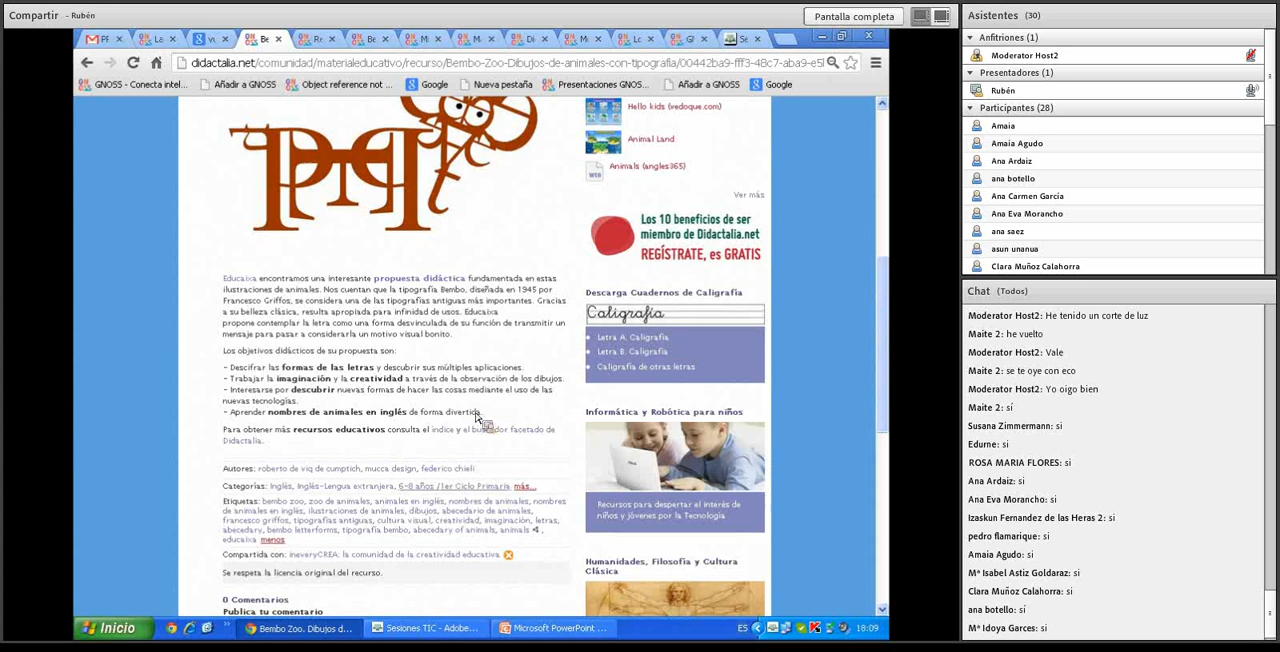 Compartir - Rubén
Pantalla completa
didactalia.net/comunidad/materialeducativo/recurso/Bembo-Zoo-Dibujos-de-animales-con-tipografia/00442ba9-fff3-48c7-aba9-e5l
GNOSS - Conecta intel... Añadir a GNOSS Object reference not ... Google Nueva pestaña Presentaciones GNOSS... Añadir a GNOSS Google
Hello kids (vedoque.com)
Animal Land
Animals (angles365)
Ver más
Los 10 beneficios de ser
miembro de Didactalia.net
REGÍSTRATE, es GRATIS
Educaixa encontramos una interesante propuesta didáctica fundamentada en estas
ilustraciones de animales. Nos cuentan que la tipografía Bembo, diseñada en 1945 por
Francesco Griffos, se considera una de las tipografías antiguas más importantes. Gracias
a su belleza clásica, resulta apropiada para infinidad de usos. Educaixa
propone contemplar la letra como una forma desvinculada de su función de transmitir un
mensaje para pasar a considerarla un motivo visual bonito.
Los objetivos didácticos de su propuesta son:
- Descifrar las formas de las letras y descubrir sus múltiples aplicaciones.
- Trabajar la imaginación y la creatividad a través de la observación de los dibujos.
- Interesarse por descubrir nuevas formas de hacer las cosas mediante el uso de las
nuevas tecnologías.
- Aprender nombres de animales en inglés de forma divertida.
Para obtener más recursos educativos consulta el índice y el buscador facetado de
Didactalia.
Autores: roberto de viq de cumptich, mucca design, federico chieli
Categorías: Inglés, Inglés-Lengua extranjera, 6-8 años /1er Ciclo Primaria más...
Etiquetas: bembo zoo, zoo de animales, animales en inglés, nombres de animales, nombres
de animales en inglés, ilustraciones de animales, dibujos, abecedario de animales,
francesco griffos, tipografías antiguas, cultura visual, creatividad, imaginación, letras,
abecedary, bembo letterforms, tipografía bembo, abecedary of animals, animals ,
educaixa menos
Compartida con: ineveryCREA: la comunidad de la creatividad educativa
Se respeta la licencia original del recurso.
0 Comentarios
Publica tu comentario
Descarga Cuadernos de Caligrafía
Caligrafía
Letra A. Caligrafía
Letra B. Caligrafía
Caligrafía de otras letras
Informática y Robótica para niños
Recursos para despertar el interés de
niños y jóvenes por la Tecnología
Humanidades, Filosofía y Cultura
Clásica
Inicio
Bembo Zoo. Dibujos d... Sesiones TIC - Adobe... Microsoft PowerPoint ... ES 18:09
Asistentes (30)
Anfitriones (1)
Moderator Host2
Presentadores (1)
Rubén
Participantes (28)
Amaia
Amaia Agudo
Ana Ardaiz
ana botello
Ana Carmen García
Ana Eva Morancho
ana saez
asun unanua
Clara Muñoz Calahorra
Chat (Todos)
Moderator Host2: He tenido un corte de luz
Maite 2: he vuelto
Moderator Host2: Vale
Maite 2: se te oye con eco
Moderator Host2: Yo oigo bien
Maite 2: sí
Susana Zimmermann: si
Edurne: si
ROSA MARIA FLORES: si
Ana Ardaiz: si
Ana Eva Morancho: si
Izaskun Fernandez de las Heras 2: si
pedro flamarique: si
Amaia Agudo: si
Mª Isabel Astiz Goldaraz: si
Clara Muñoz Calahorra: si
ana botello: sí
Mª Idoya Garces: si